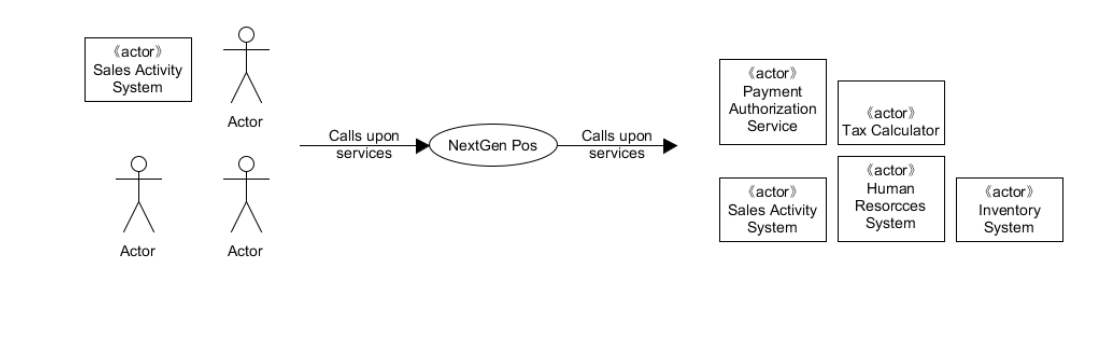 《actor》
Sales Activity
System
Actor
Actor
Actor
Calls upon
services
NextGen Pos
Calls upon
services
《actor》
Payment
Authorization
Service
《actor》
Tax Calculator
《actor》
Sales Activity
System
《actor》
Human
Resorcces
System
《actor》
Inventory
System